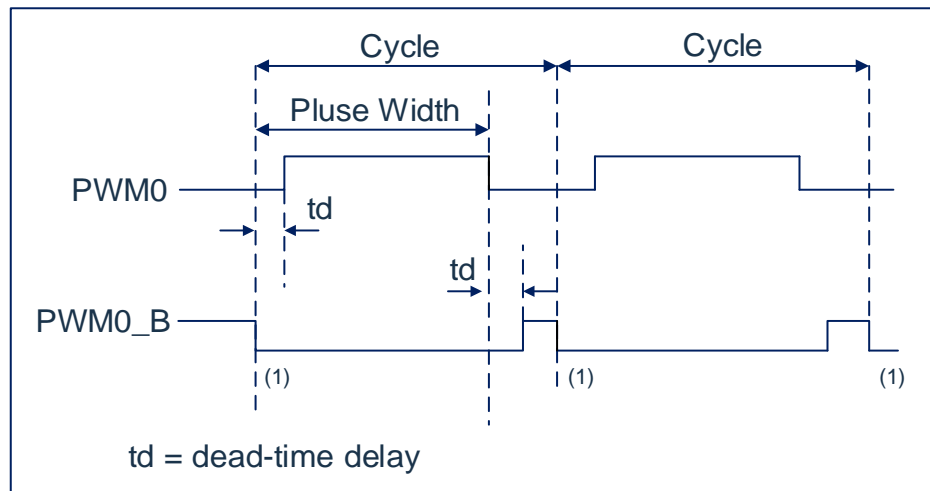 Cycle Cycle
Pluse Width
PWM0
td
td
PWM0_B
(1) (1) (1)
td = dead-time delay